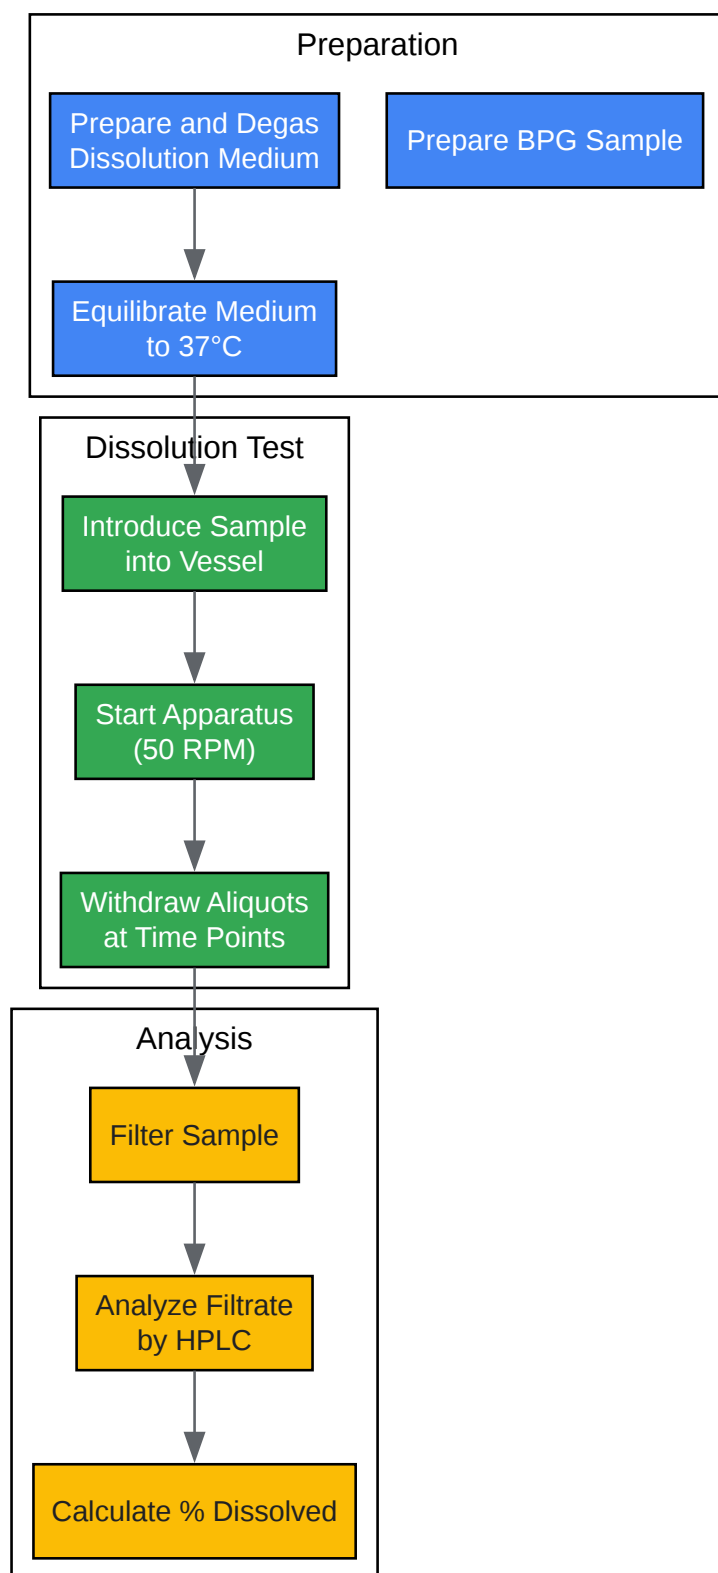 Preparation
Prepare and Degas
Dissolution Medium
Prepare BPG Sample
Equilibrate Medium
to 37°C
Dissolution Test
Introduce Sample
into Vessel
Start Apparatus
(50 RPM)
Withdraw Aliquots
at Time Points
Analysis
Filter Sample
Analyze Filtrate
by HPLC
Calculate % Dissolved